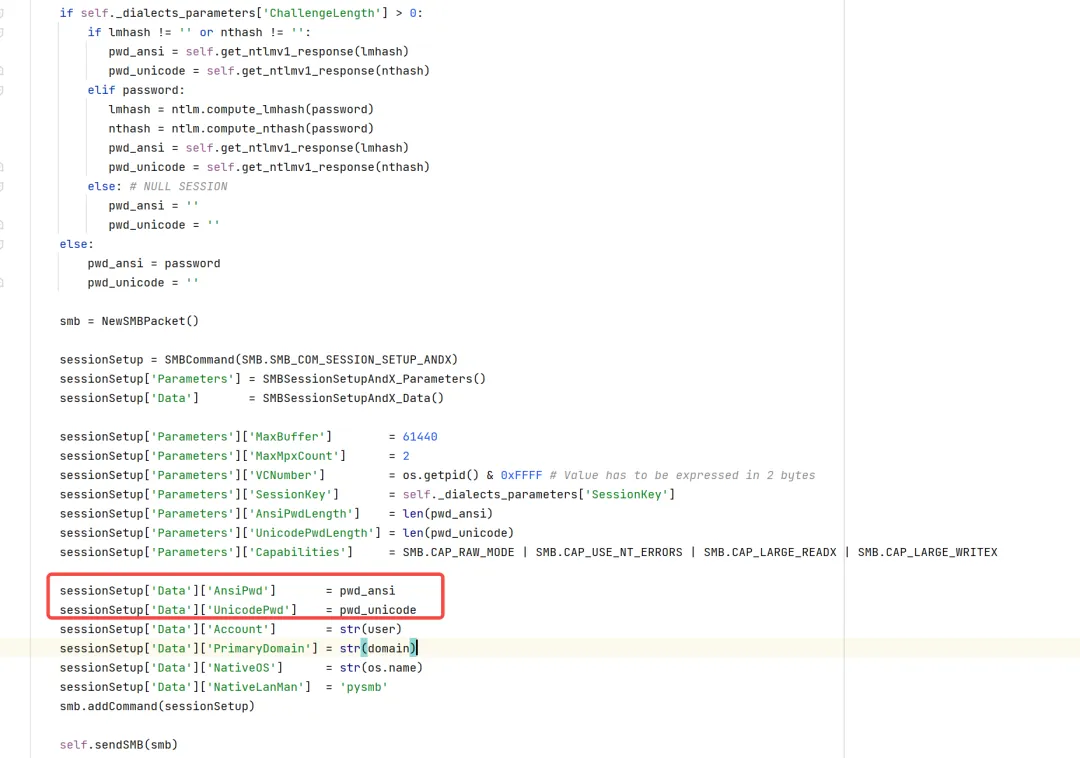 if self._dialects_parameters['ChallengeLength'] > 0:
    if lmhash != '' or nthash != '':
       pwd_ansi = self.get_ntlmv1_response(lmhash)
       pwd_unicode = self.get_ntlmv1_response(nthash)
    elif password:
       lmhash = ntlm.compute_lmhash(password)
       nthash = ntlm.compute_nthash(password)
       pwd_ansi = self.get_ntlmv1_response(lmhash)
       pwd_unicode = self.get_ntlmv1_response(nthash)
    else: # NULL SESSION
       pwd_ansi = ''
       pwd_unicode = ''
else:
    pwd_ansi = password
    pwd_unicode = ''

smb = NewSMBPacket()

sessionSetup = SMBCommand(SMB.SMB_COM_SESSION_SETUP_ANDX)
sessionSetup['Parameters'] = SMBSessionSetupAndX_Parameters()
sessionSetup['Data']       = SMBSessionSetupAndX_Data()

sessionSetup['Parameters']['MaxBuffer']        = 61440
sessionSetup['Parameters']['MaxMpxCount']      = 2
sessionSetup['Parameters']['VCNumber']         = os.getpid() & 0xFFFF # Value has to be expressed in 2 bytes
sessionSetup['Parameters']['SessionKey']       = self._dialects_parameters['SessionKey']
sessionSetup['Parameters']['AnsiPwdLength']    = len(pwd_ansi)
sessionSetup['Parameters']['UnicodePwdLength'] = len(pwd_unicode)
sessionSetup['Parameters']['Capabilities']     = SMB.CAP_RAW_MODE | SMB.CAP_USE_NT_ERRORS | SMB.CAP_LARGE_READX | SMB.CAP_LARGE_WRITEX

sessionSetup['Data']['AnsiPwd']       = pwd_ansi
sessionSetup['Data']['UnicodePwd']    = pwd_unicode
sessionSetup['Data']['Account']       = str(user)
sessionSetup['Data']['PrimaryDomain'] = str(domain)
sessionSetup['Data']['NativeOS']      = str(os.name)
sessionSetup['Data']['NativeLanMan']  = 'pysmb'
smb.addCommand(sessionSetup)

self.sendSMB(smb)